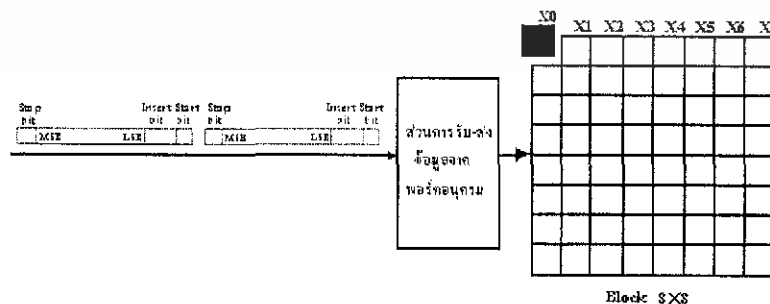 X0
X1 X2 X3 X4 X5 X6 X
Stop bit Insert bit Start bit Stop bit Insert bit Start bit
MSB LSB MSB LSB
ส่วนการรับ-ส่ง
ข้อมูลจาก
พอร์ตอนุกรม
Block 8X8